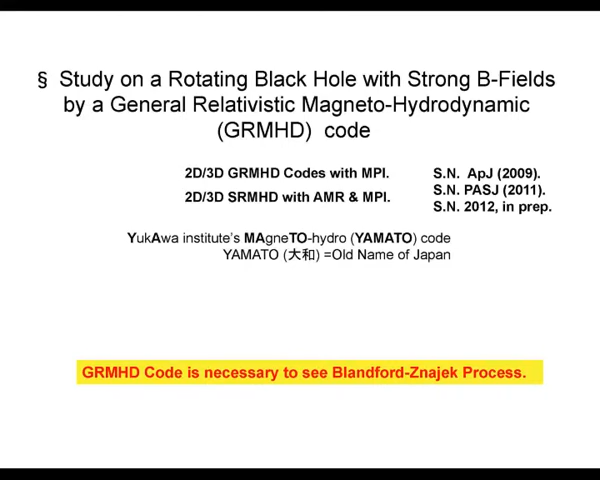 § Study on a Rotating Black Hole with Strong B-Fields
by a General Relativistic Magneto-Hydrodynamic
(GRMHD) code
2D/3D GRMHD Codes with MPI.
2D/3D SRMHD with AMR & MPI.
S.N. ApJ (2009).
S.N. PASJ (2011).
S.N. 2012, in prep.
YukAwa institute's MAgneTO-hydro (YAMATO) code
YAMATO (大和) =Old Name of Japan
GRMHD Code is necessary to see Blandford-Znajek Process.